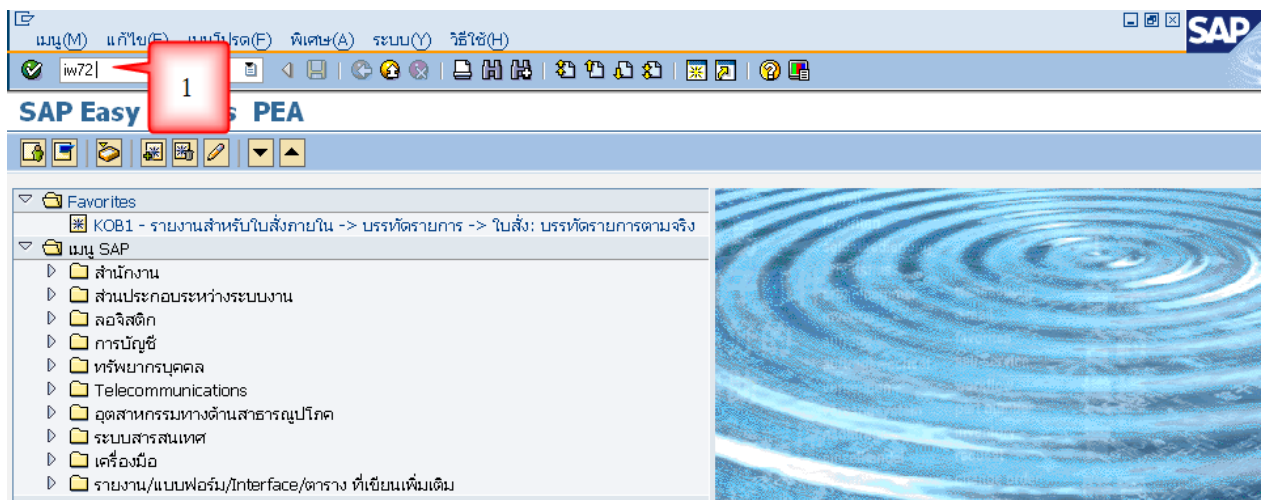 เมนู(M) แก้ไข(E) เมนูโปรด(F) พิเศษ(A) ระบบ(Y) วิธีใช้(H)
SAP
iw72
1
SAP Easy PEA
Favorites
KOB1 - รายงานสำหรับใบสั่งภายใน -> บรรทัดรายการ -> ใบสั่ง: บรรทัดรายการตามจริง
เมนู SAP
สำนักงาน
ส่วนประกอบระหว่างระบบงาน
ลอจิสติก
การบัญชี
ทรัพยากรบุคคล
Telecommunications
อุตสาหกรรมทางด้านสาธารณูปโภค
ระบบสารสนเทศ
เครื่องมือ
รายงาน/แบบฟอร์ม/Interface/ตาราง ที่เขียนเพิ่มเติม